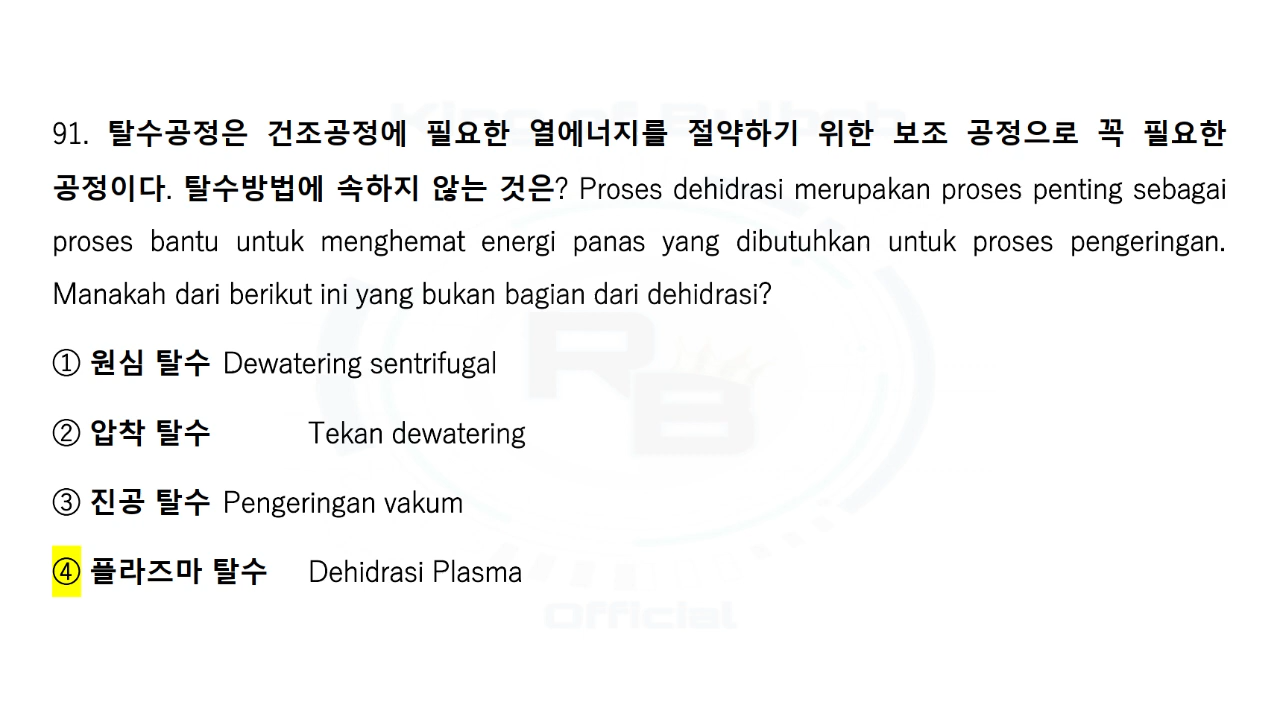 91. 탈수공정은 건조공정에 필요한 열에너지를 절약하기 위한 보조 공정으로 꼭 필요한
공정이다. 탈수방법에 속하지 않는 것은? Proses dehidrasi merupakan proses penting sebagai
proses bantu untuk menghemat energi panas yang dibutuhkan untuk proses pengeringan.
Manakah dari berikut ini yang bukan bagian dari dehidrasi?
① 원심 탈수 Dewatering sentrifugal
② 압착 탈수 Tekan dewatering
③ 진공 탈수 Pengeringan vakum
④ 플라즈마 탈수 Dehidrasi Plasma
RB
Official